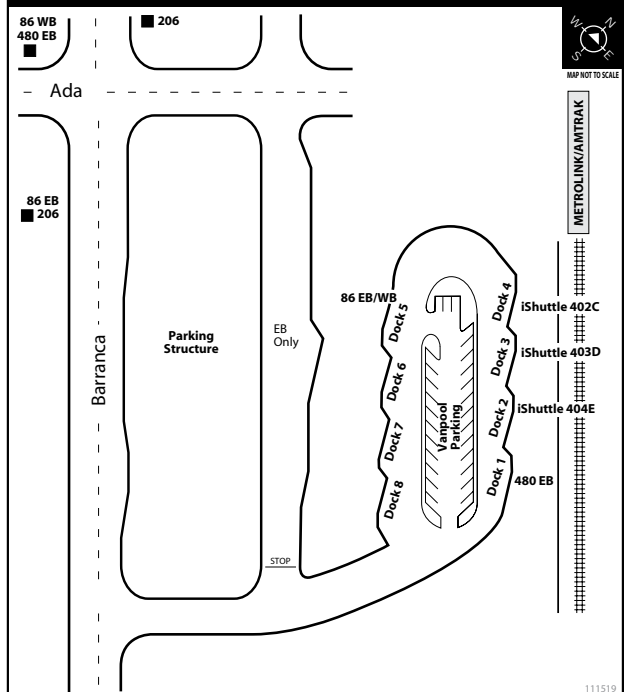 86 WB
480 EB
206
W
N
S
E
MAP NOT TO SCALE
Ada
METROLINK/AMTRAK
86 EB
206
86 EB/WB
Dock 5
Dock 4
iShuttle 402C
Parking
Structure
EB
Only
Dock 3
iShuttle 403D
Barranca
Dock 6
Dock 2
iShuttle 404E
Vanpool
Parking
Dock 7
Dock 1
480 EB
Dock 8
STOP
111519